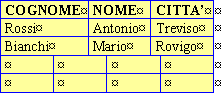 COGNOME¤ NOME¤ CITTA'¤ ¤
Rossi¤ Antonio¤ Treviso¤ ¤
Bianchi¤ Mario¤ Rovigo¤ ¤
¤ ¤ ¤ ¤ ¤
¤ ¤ ¤ ¤ ¤